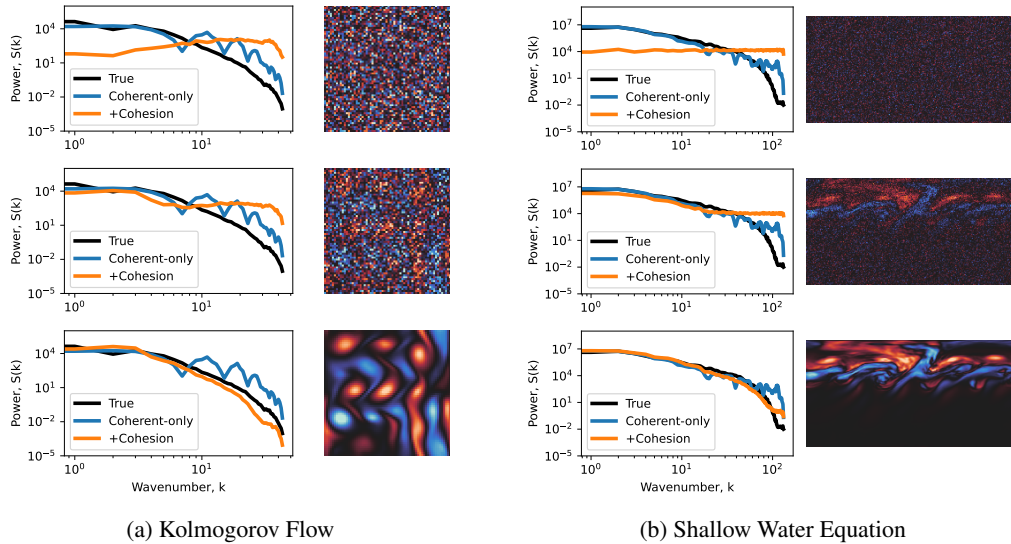 Power, S(k)
10^4
10^1
10^-2
10^-5
True
Coherent-only
+Cohesion
10^0
10^1
Power, S(k)
10^4
10^1
10^-2
10^-5
True
Coherent-only
+Cohesion
10^0
10^1
Power, S(k)
10^4
10^1
10^-2
10^-5
True
Coherent-only
+Cohesion
10^0
10^1
Wavenumber, k
(a) Kolmogorov Flow
Power, S(k)
10^7
10^4
10^1
10^-2
10^-5
True
Coherent-only
+Cohesion
10^0
10^1
10^2
Power, S(k)
10^7
10^4
10^1
10^-2
10^-5
True
Coherent-only
+Cohesion
10^0
10^1
10^2
Power, S(k)
10^7
10^4
10^1
10^-2
10^-5
True
Coherent-only
+Cohesion
10^0
10^1
10^2
Wavenumber, k
(b) Shallow Water Equation